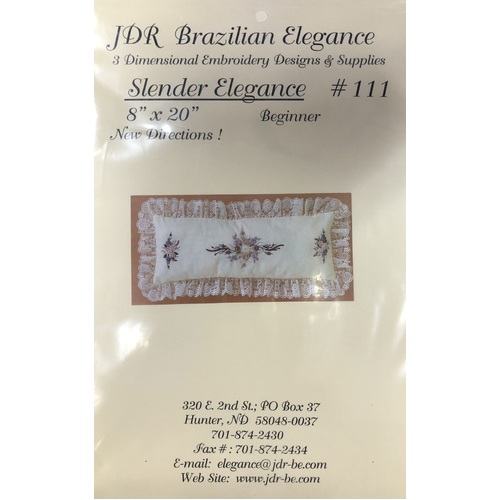 JDR Brazilian Elegance
3 Dimensional Embroidery Designs & Supplies
Slender Elegance # 111
8" x 20" Beginner
New Directions !
320 E. 2nd St.; PO Box 37
Hunter, ND 58048-0037
701-874-2430
Fax # : 701-874-2434
E-mail: elegance@jdr-be.com
Web Site: www.jdr-be.com